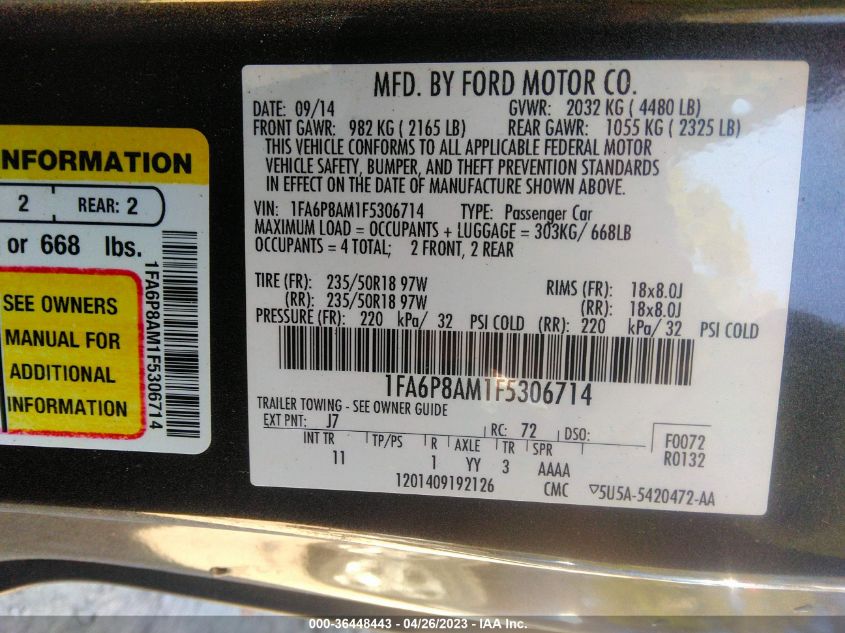 NFORMATION
2 REAR: 2
or 668 lbs.
SEE OWNERS
MANUAL FOR
ADDITIONAL
INFORMATION
1FA6P8AM1F5306714
MFD. BY FORD MOTOR CO.
DATE: 09/14 GVWR: 2032 KG ( 4480 LB)
FRONT GAWR: 982 KG ( 2165 LB) REAR GAWR: 1055 KG ( 2325 LB)
THIS VEHICLE CONFORMS TO ALL APPLICABLE FEDERAL MOTOR
VEHICLE SAFETY, BUMPER, AND THEFT PREVENTION STANDARDS
IN EFFECT ON THE DATE OF MANUFACTURE SHOWN ABOVE.
VIN: 1FA6P8AM1F5306714 TYPE: Passenger Car
MAXIMUM LOAD = OCCUPANTS + LUGGAGE = 303KG/ 668LB
OCCUPANTS = 4 TOTAL; 2 FRONT, 2 REAR
TIRE (FR): 235/50R18 97W RIMS (FR): 18x8.0J
(RR): 235/50R18 97W (RR): 18x8.0J
PRESSURE (FR): 220 kPa/ 32 PSI COLD (RR): 220 kPa/ 32 PSI COLD
1FA6P8AM1F5306714
TRAILER TOWING - SEE OWNER GUIDE
EXT PNT: J7 RC: 72 DSO: F0072
INT TR TP/PS R AXLE TR SPR R0132
11 1 YY 3 AAAA
1201409192126 CMC ▽5U5A-5420472-AA
000-36448443 - 04/26/2023 - IAA Inc.